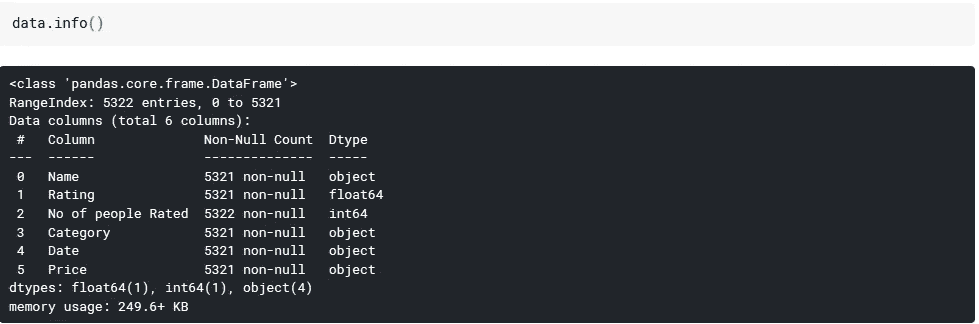 data.info()
<class 'pandas.core.frame.DataFrame'>
RangeIndex: 5322 entries, 0 to 5321
Data columns (total 6 columns):
 #   Column              Non-Null Count  Dtype
---  ------              --------------  -----
 0   Name                5321 non-null   object
 1   Rating              5321 non-null   float64
 2   No of people Rated  5322 non-null   int64
 3   Category            5321 non-null   object
 4   Date                5321 non-null   object
 5   Price               5321 non-null   object
dtypes: float64(1), int64(1), object(4)
memory usage: 249.6+ KB